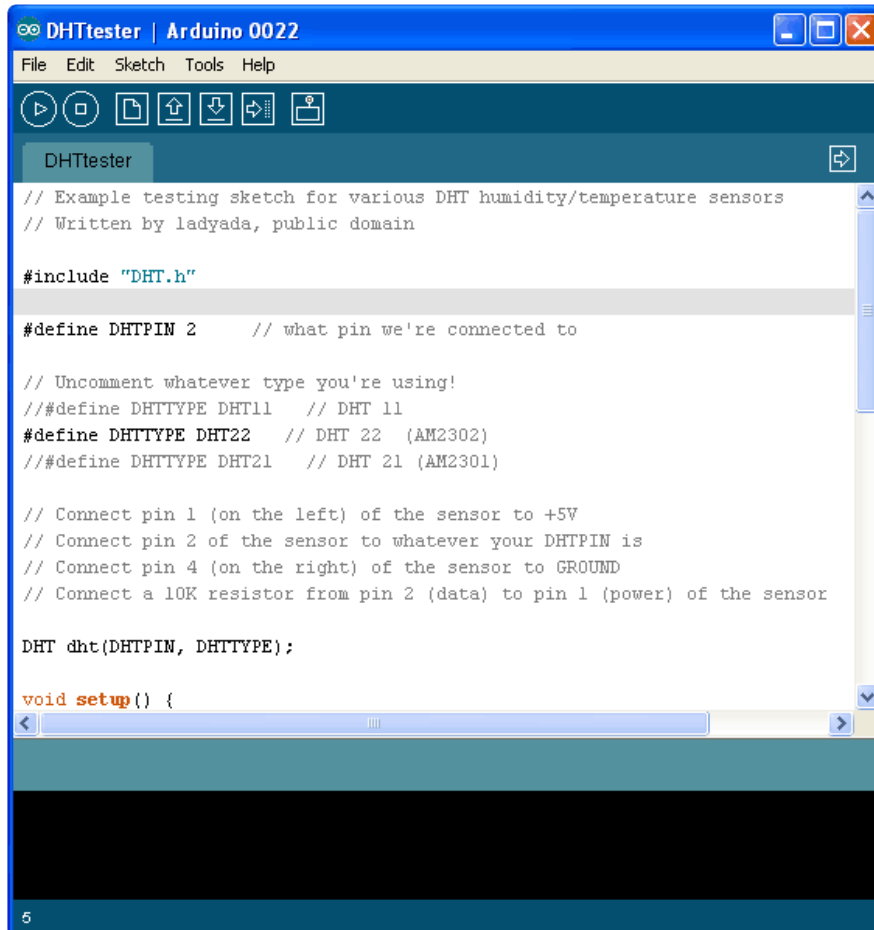 DHTtester | Arduino 0022
File Edit Sketch Tools Help
DHTtester
// Example testing sketch for various DHT humidity/temperature sensors
// Written by ladyada, public domain
#include "DHT.h"
#define DHTPIN 2     // what pin we're connected to
// Uncomment whatever type you're using!
//#define DHTTYPE DHT11   // DHT 11
#define DHTTYPE DHT22   // DHT 22  (AM2302)
//#define DHTTYPE DHT21   // DHT 21 (AM2301)
// Connect pin 1 (on the left) of the sensor to +5V
// Connect pin 2 of the sensor to whatever your DHTPIN is
// Connect pin 4 (on the right) of the sensor to GROUND
// Connect a 10K resistor from pin 2 (data) to pin 1 (power) of the sensor
DHT dht(DHTPIN, DHTTYPE);
void setup() {
5